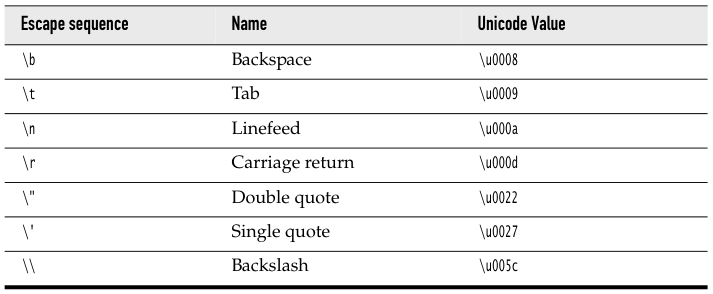 Escape sequence Name Unicode Value
\b Backspace \u0008
\t Tab \u0009
\n Linefeed \u000a
\r Carriage return \u000d
\" Double quote \u0022
\' Single quote \u0027
\\ Backslash \u005c